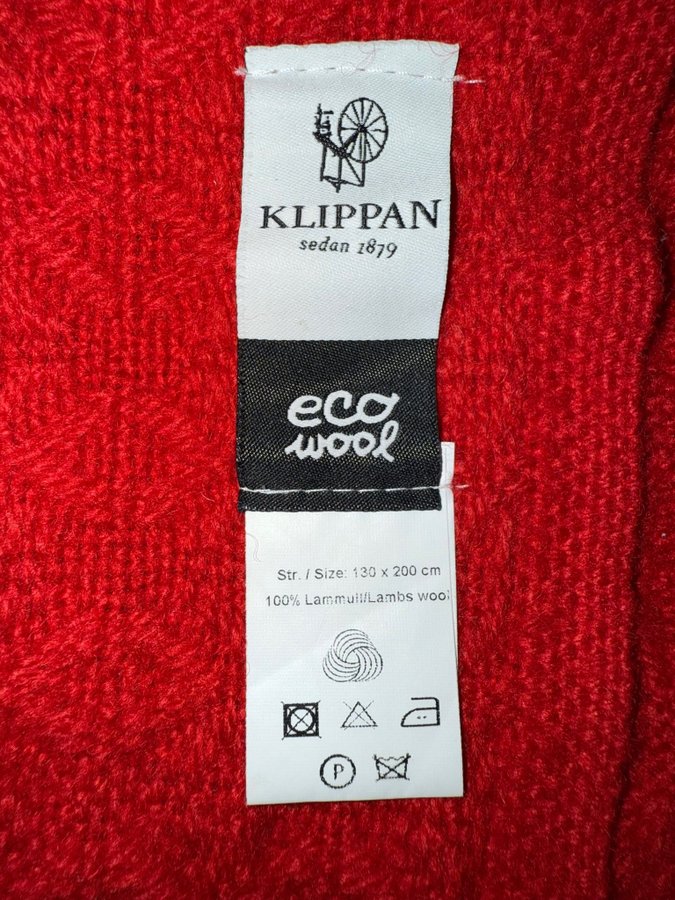 KLIPPAN
sedan 1879
eco
wool
Str. / Size: 130 x 200 cm
100% Lammull/Lambs wool
P